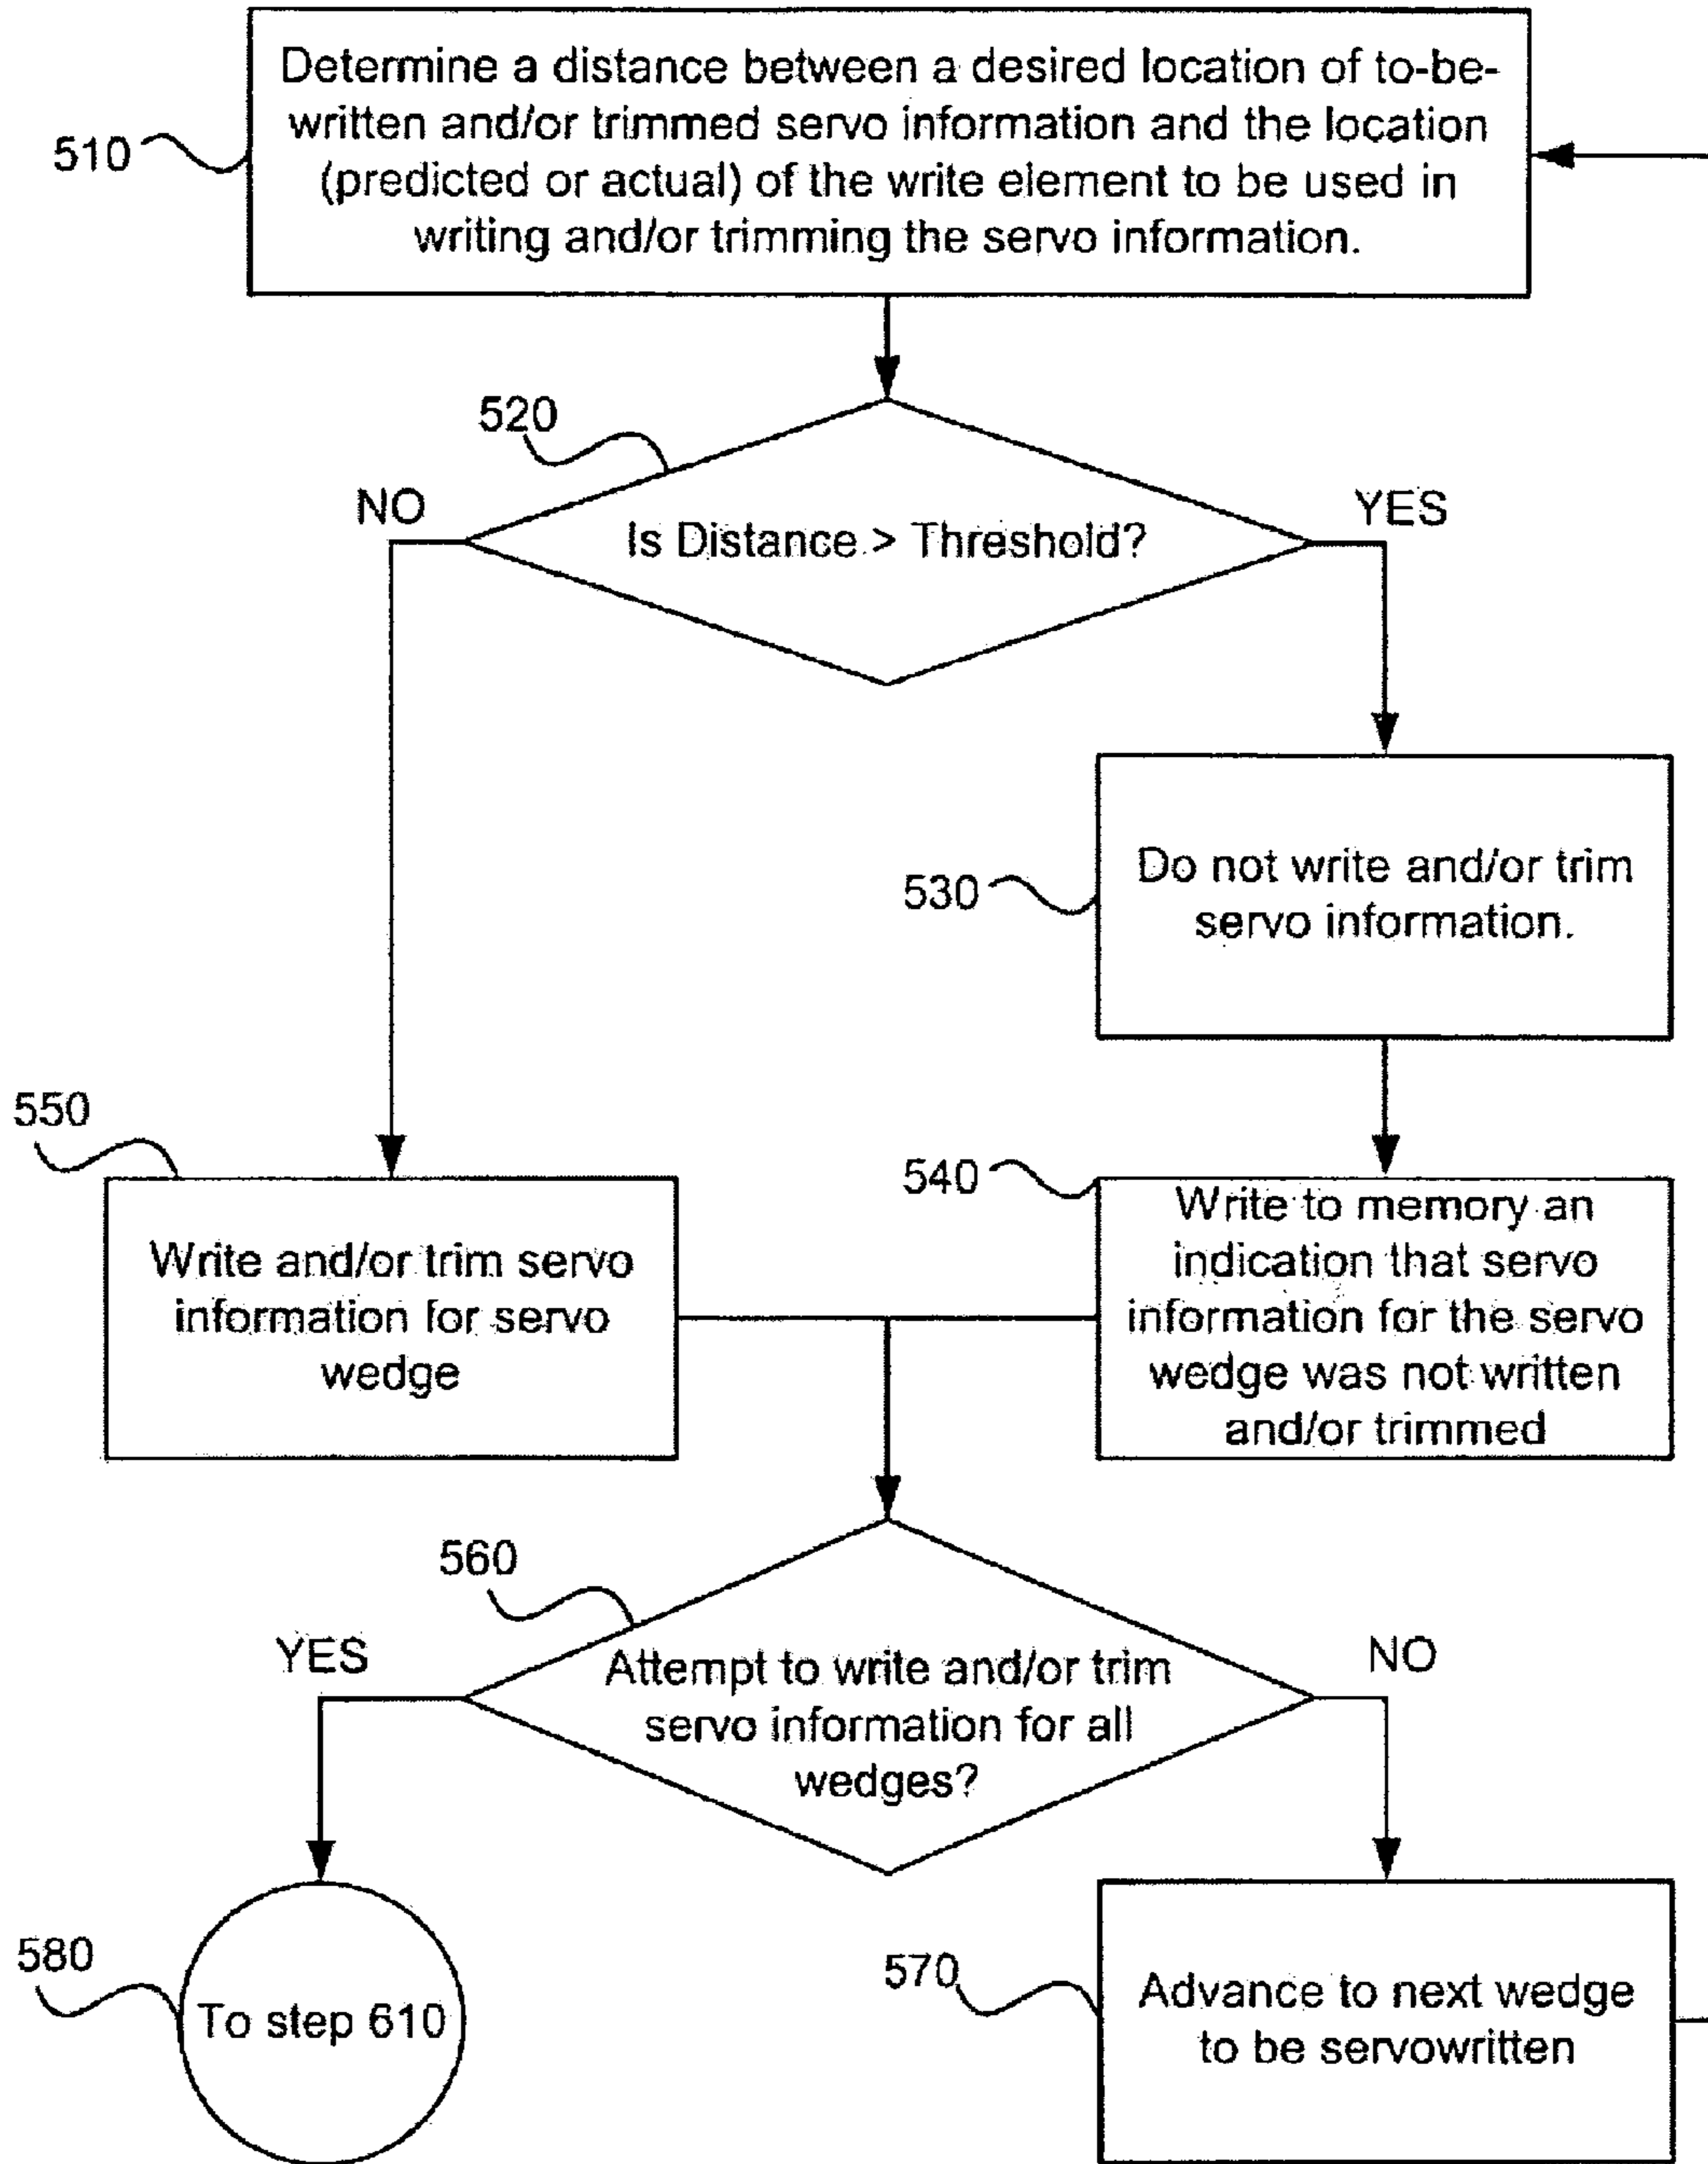 Determine a distance between a desired location of to-be-
written and/or trimmed servo information and the location
(predicted or actual) of the write element to be used in
writing and/or trimming the servo information.
510
520
NO
YES
Is Distance > Threshold?
530
Do not write and/or trim
servo information.
550
Write and/or trim servo
information for servo
wedge
540
Write to memory an
indication that servo
information for the servo
wedge was not written
and/or trimmed
560
YES
NO
Attempt to write and/or trim
servo information for all
wedges?
580
To step 610
570
Advance to next wedge
to be servowritten